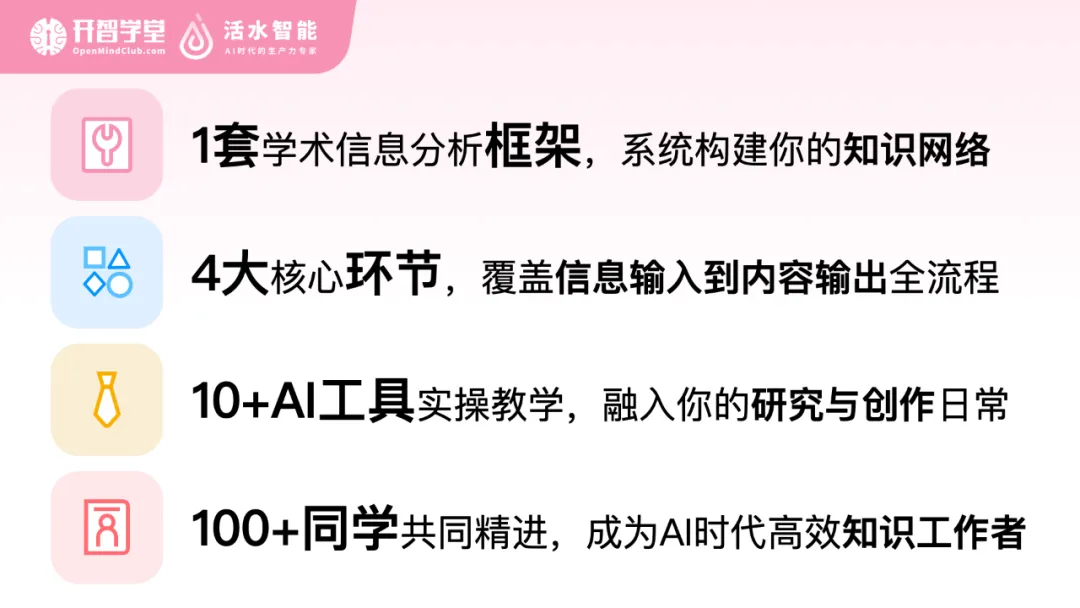 开智学堂
OpenMindClub.com
活水智能
AI时代的生产力专家
1套学术信息分析框架，系统构建你的知识网络
4大核心环节，覆盖信息输入到内容输出全流程
10+AI工具实操教学，融入你的研究与创作日常
100+同学共同精进，成为AI时代高效知识工作者